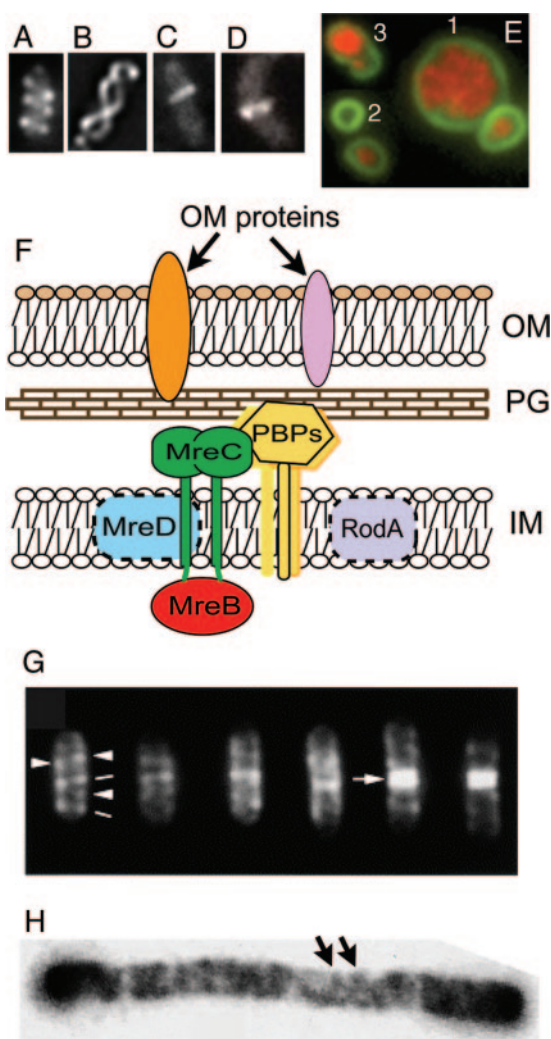 A B C D E
1
2
3
F
OM proteins
OM
PG
PBPs
MreC
MreD
RodA
IM
MreB
G
H